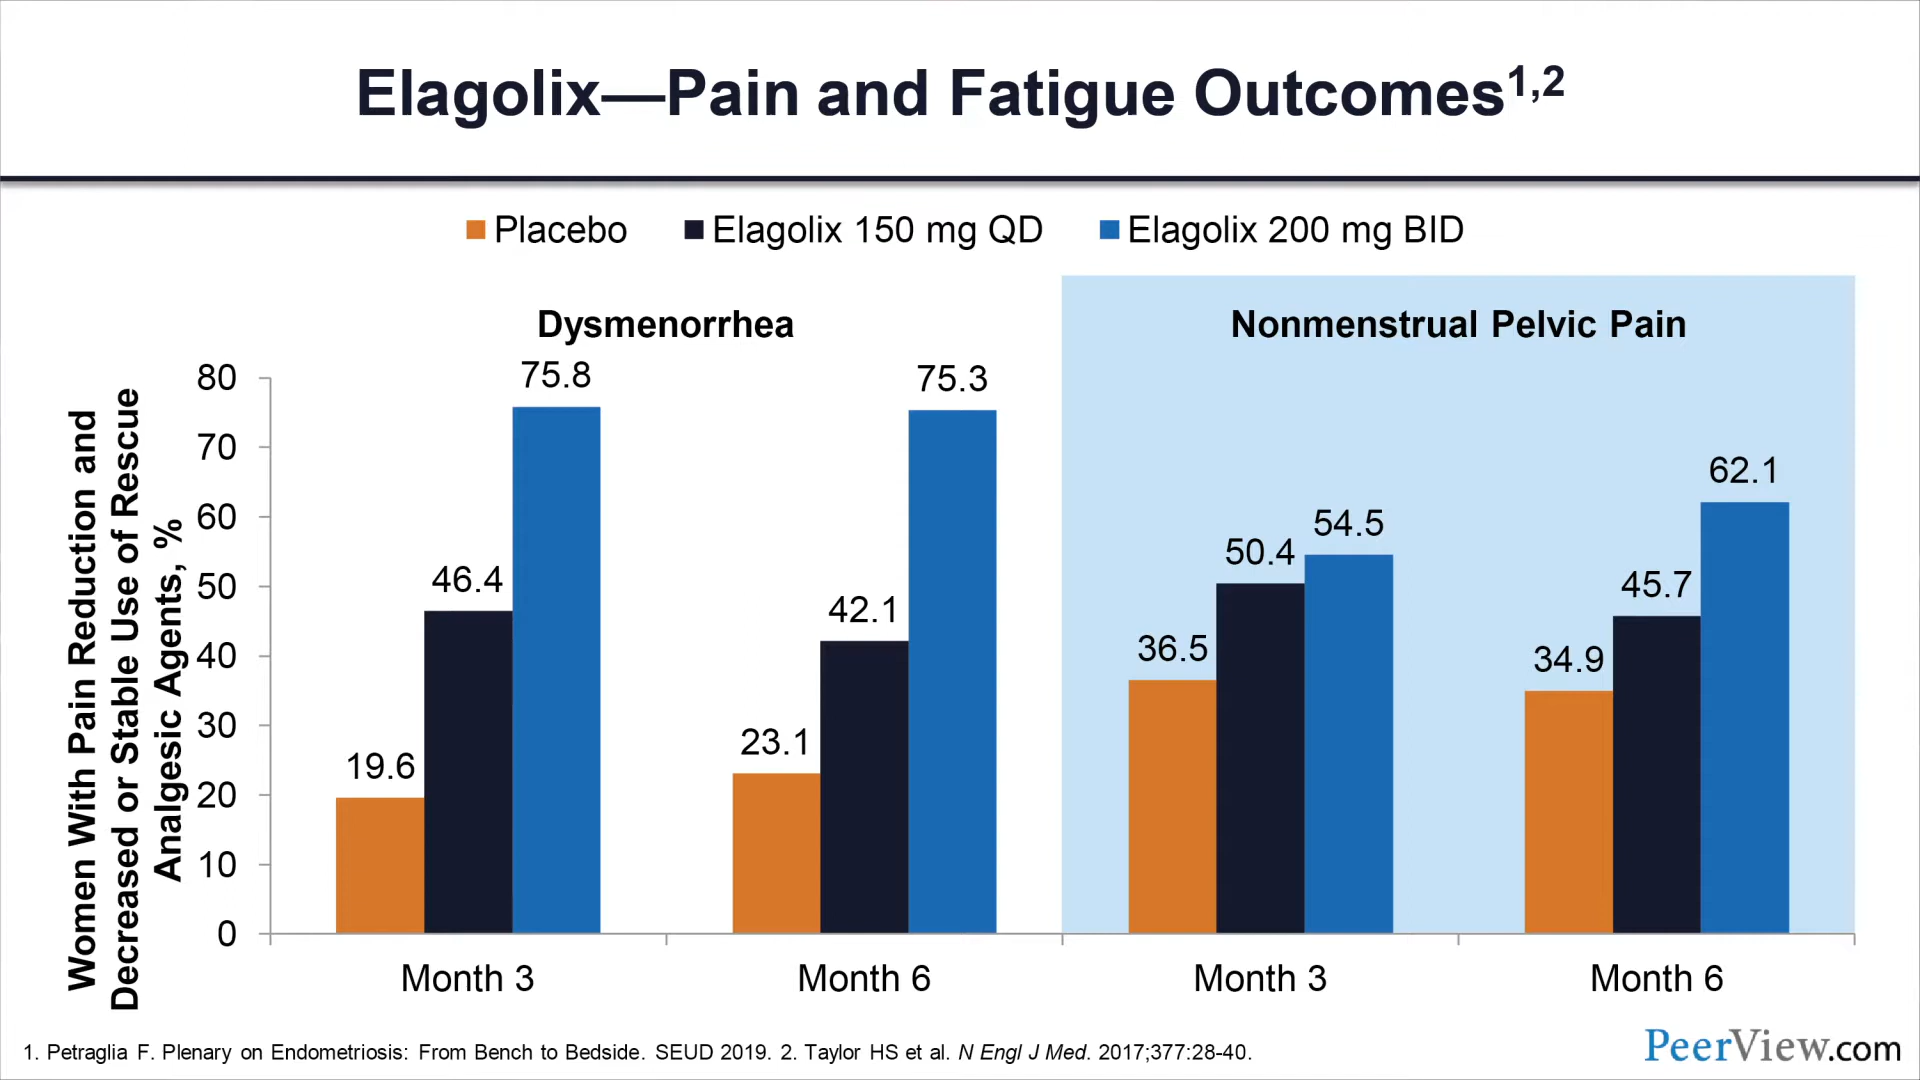 Elagolix—Pain and Fatigue Outcomes1,2
Placebo
Elagolix 150 mg QD
Elagolix 200 mg BID
Dysmenorrhea
Nonmenstrual Pelvic Pain
Women With Pain Reduction and
Decreased or Stable Use of Rescue
Analgesic Agents, %
80
70
60
50
40
30
20
10
0
19.6
46.4
75.8
23.1
42.1
75.3
36.5
50.4
54.5
34.9
45.7
62.1
Month 3
Month 6
Month 3
Month 6
1. Petraglia F. Plenary on Endometriosis: From Bench to Bedside. SEUD 2019. 2. Taylor HS et al. N Engl J Med. 2017;377:28-40.
PeerView.com